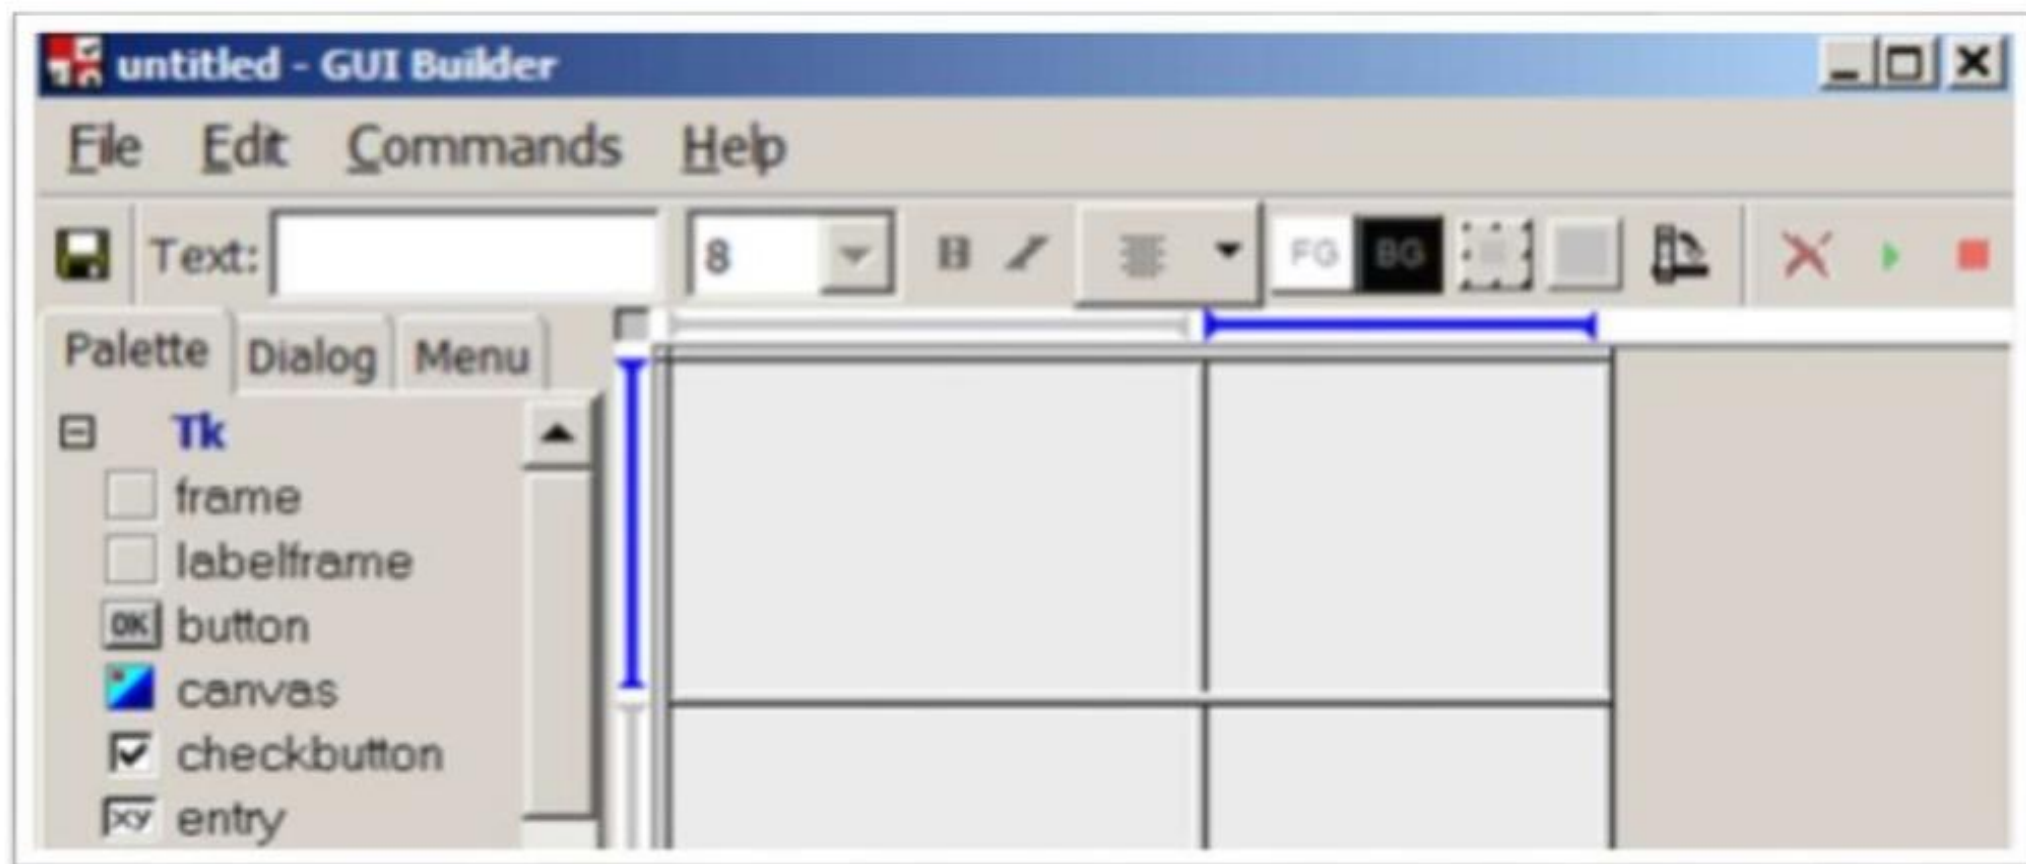 untitled - GUI Builder
File Edit Commands Help
Text: 8 B I FG BG
Palette Dialog Menu
Tk
frame
labelframe
OK button
canvas
checkbutton
xy entry